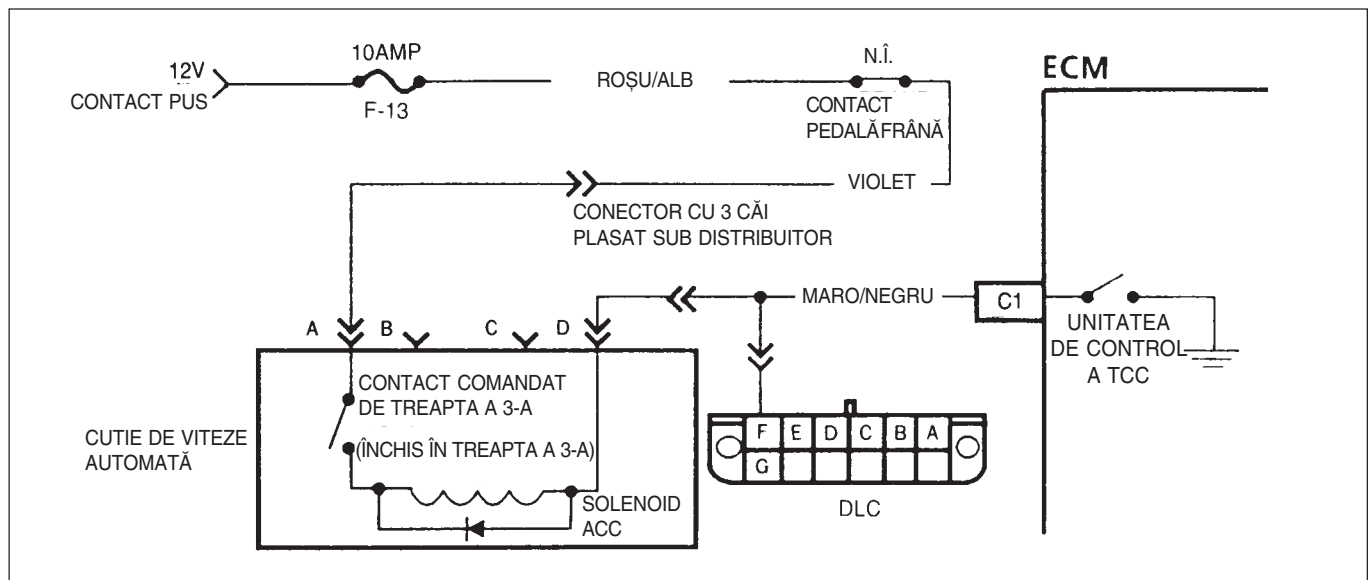 10AMP
12V
CONTACT PUS
F-13
ROȘU/ALB
N.Î.
CONTACT
PEDALĂFRÂNĂ
ECM
VIOLET
CONECTOR CU 3 CĂI
PLASAT SUB DISTRIBUITOR
MARO/NEGRU
C1
UNITATEA
DE CONTROL
A TCC
A B C D
CONTACT COMANDAT
DE TREAPTA A 3-A
(ÎNCHIS ÎN TREAPTA A 3-A)
CUTIE DE VITEZE
AUTOMATĂ
SOLENOID
ACC
F E D C B A
G
DLC